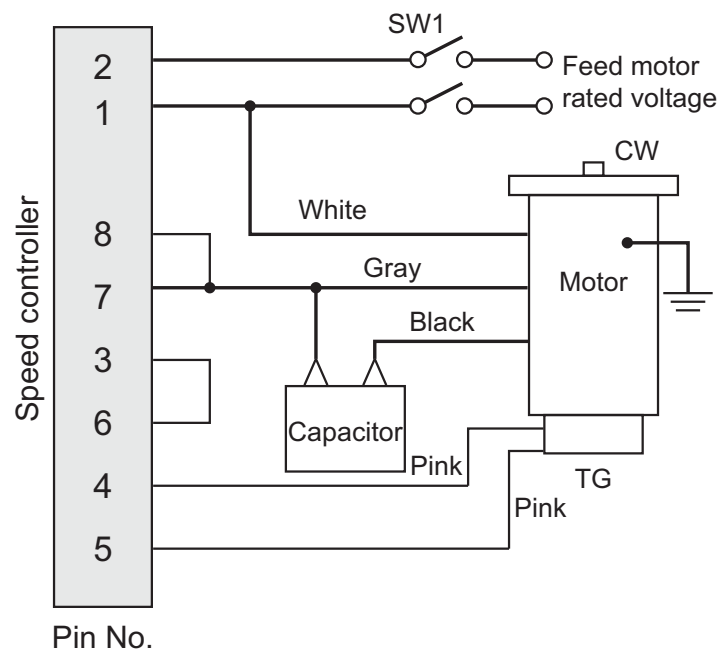 SW1
2
Feed motor
1
rated voltage
CW
White
8
Gray
7
Motor
Black
3
Speed controller
6
Capacitor
4
Pink
TG
Pink
5
Pin No.